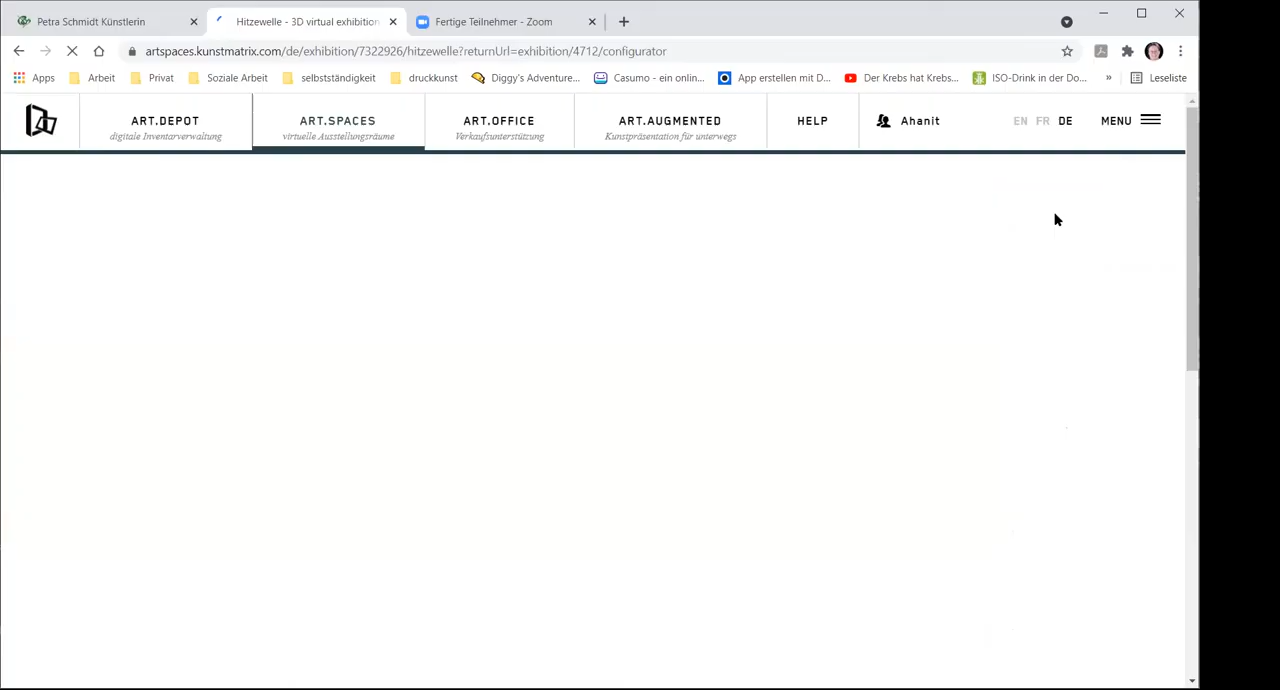 Petra Schmidt Künstlerin
Hitzewelle - 3D virtual exhibition
Fertige Teilnehmer - Zoom
artspaces.kunstmatrix.com/de/exhibition/7322926/hitzewelle?returnUrl=exhibition/4712/configurator
Apps Arbeit Privat Soziale Arbeit selbstständigkeit druckkunst Diggy's Adventure... Casumo - ein onlin... App erstellen mit D... Der Krebs hat Krebs... ISO-Drink in der Do... » Leseliste
ART.DEPOT ART.SPACES ART.OFFICE ART.AUGMENTED HELP Ahanit EN FR DE MENU
digitale Inventarverwaltung virtuelle Ausstellungsräume Verkaufsunterstützung Kunstpräsentation für unterwegs